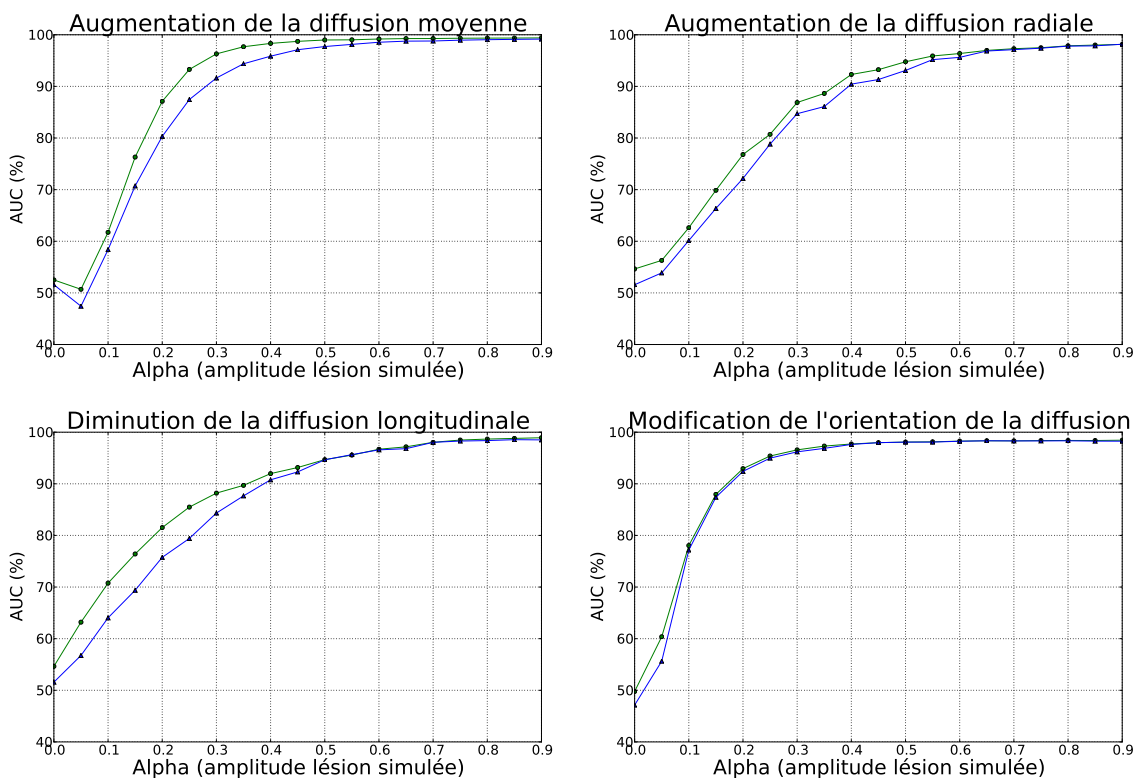 Augmentation de la diffusion moyenne
AUC (%)
100
90
80
70
60
50
40
0.0 0.1 0.2 0.3 0.4 0.5 0.6 0.7 0.8 0.9
Alpha (amplitude lésion simulée)
Augmentation de la diffusion radiale
AUC (%)
100
90
80
70
60
50
40
0.0 0.1 0.2 0.3 0.4 0.5 0.6 0.7 0.8 0.9
Alpha (amplitude lésion simulée)
Diminution de la diffusion longitudinale
AUC (%)
100
90
80
70
60
50
40
0.0 0.1 0.2 0.3 0.4 0.5 0.6 0.7 0.8 0.9
Alpha (amplitude lésion simulée)
Modification de l'orientation de la diffusion
AUC (%)
100
90
80
70
60
50
40
0.0 0.1 0.2 0.3 0.4 0.5 0.6 0.7 0.8 0.9
Alpha (amplitude lésion simulée)